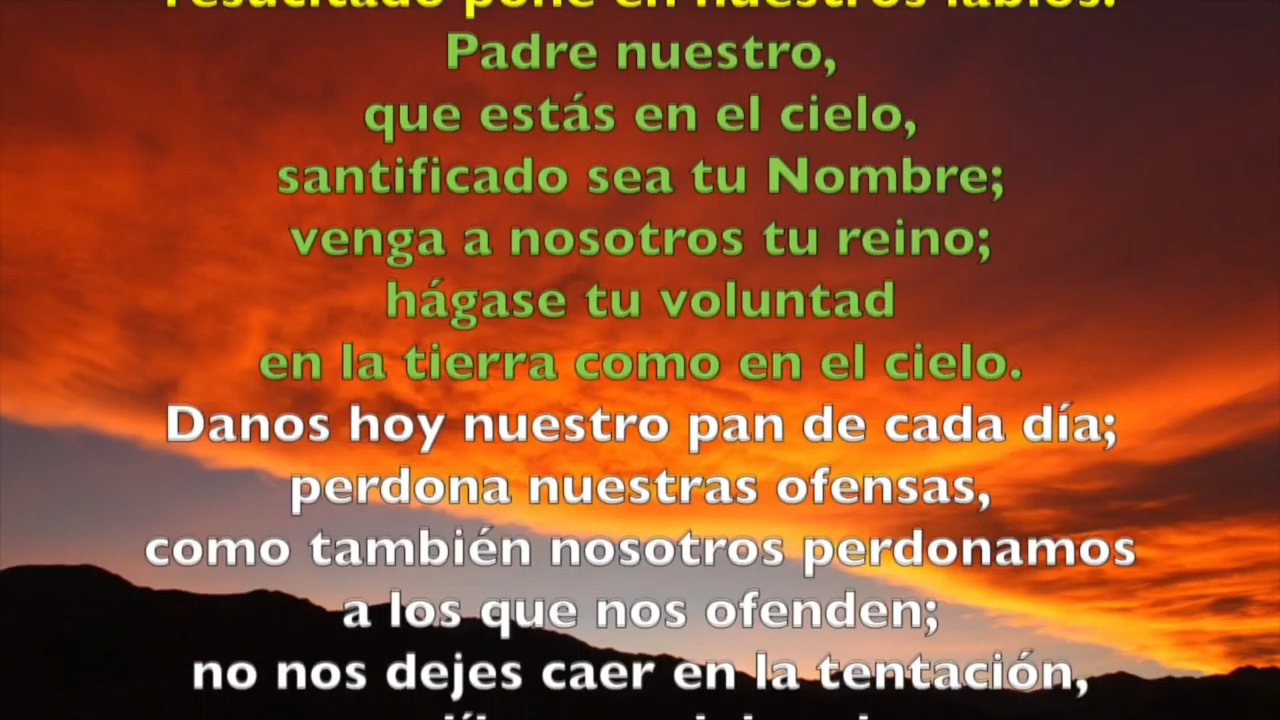 resucitado pone en nuestros labios:
Padre nuestro,
que estás en el cielo,
santificado sea tu Nombre;
venga a nosotros tu reino;
hágase tu voluntad
en la tierra como en el cielo.
Danos hoy nuestro pan de cada día;
perdona nuestras ofensas,
como también nosotros perdonamos
a los que nos ofenden;
no nos dejes caer en la tentación,